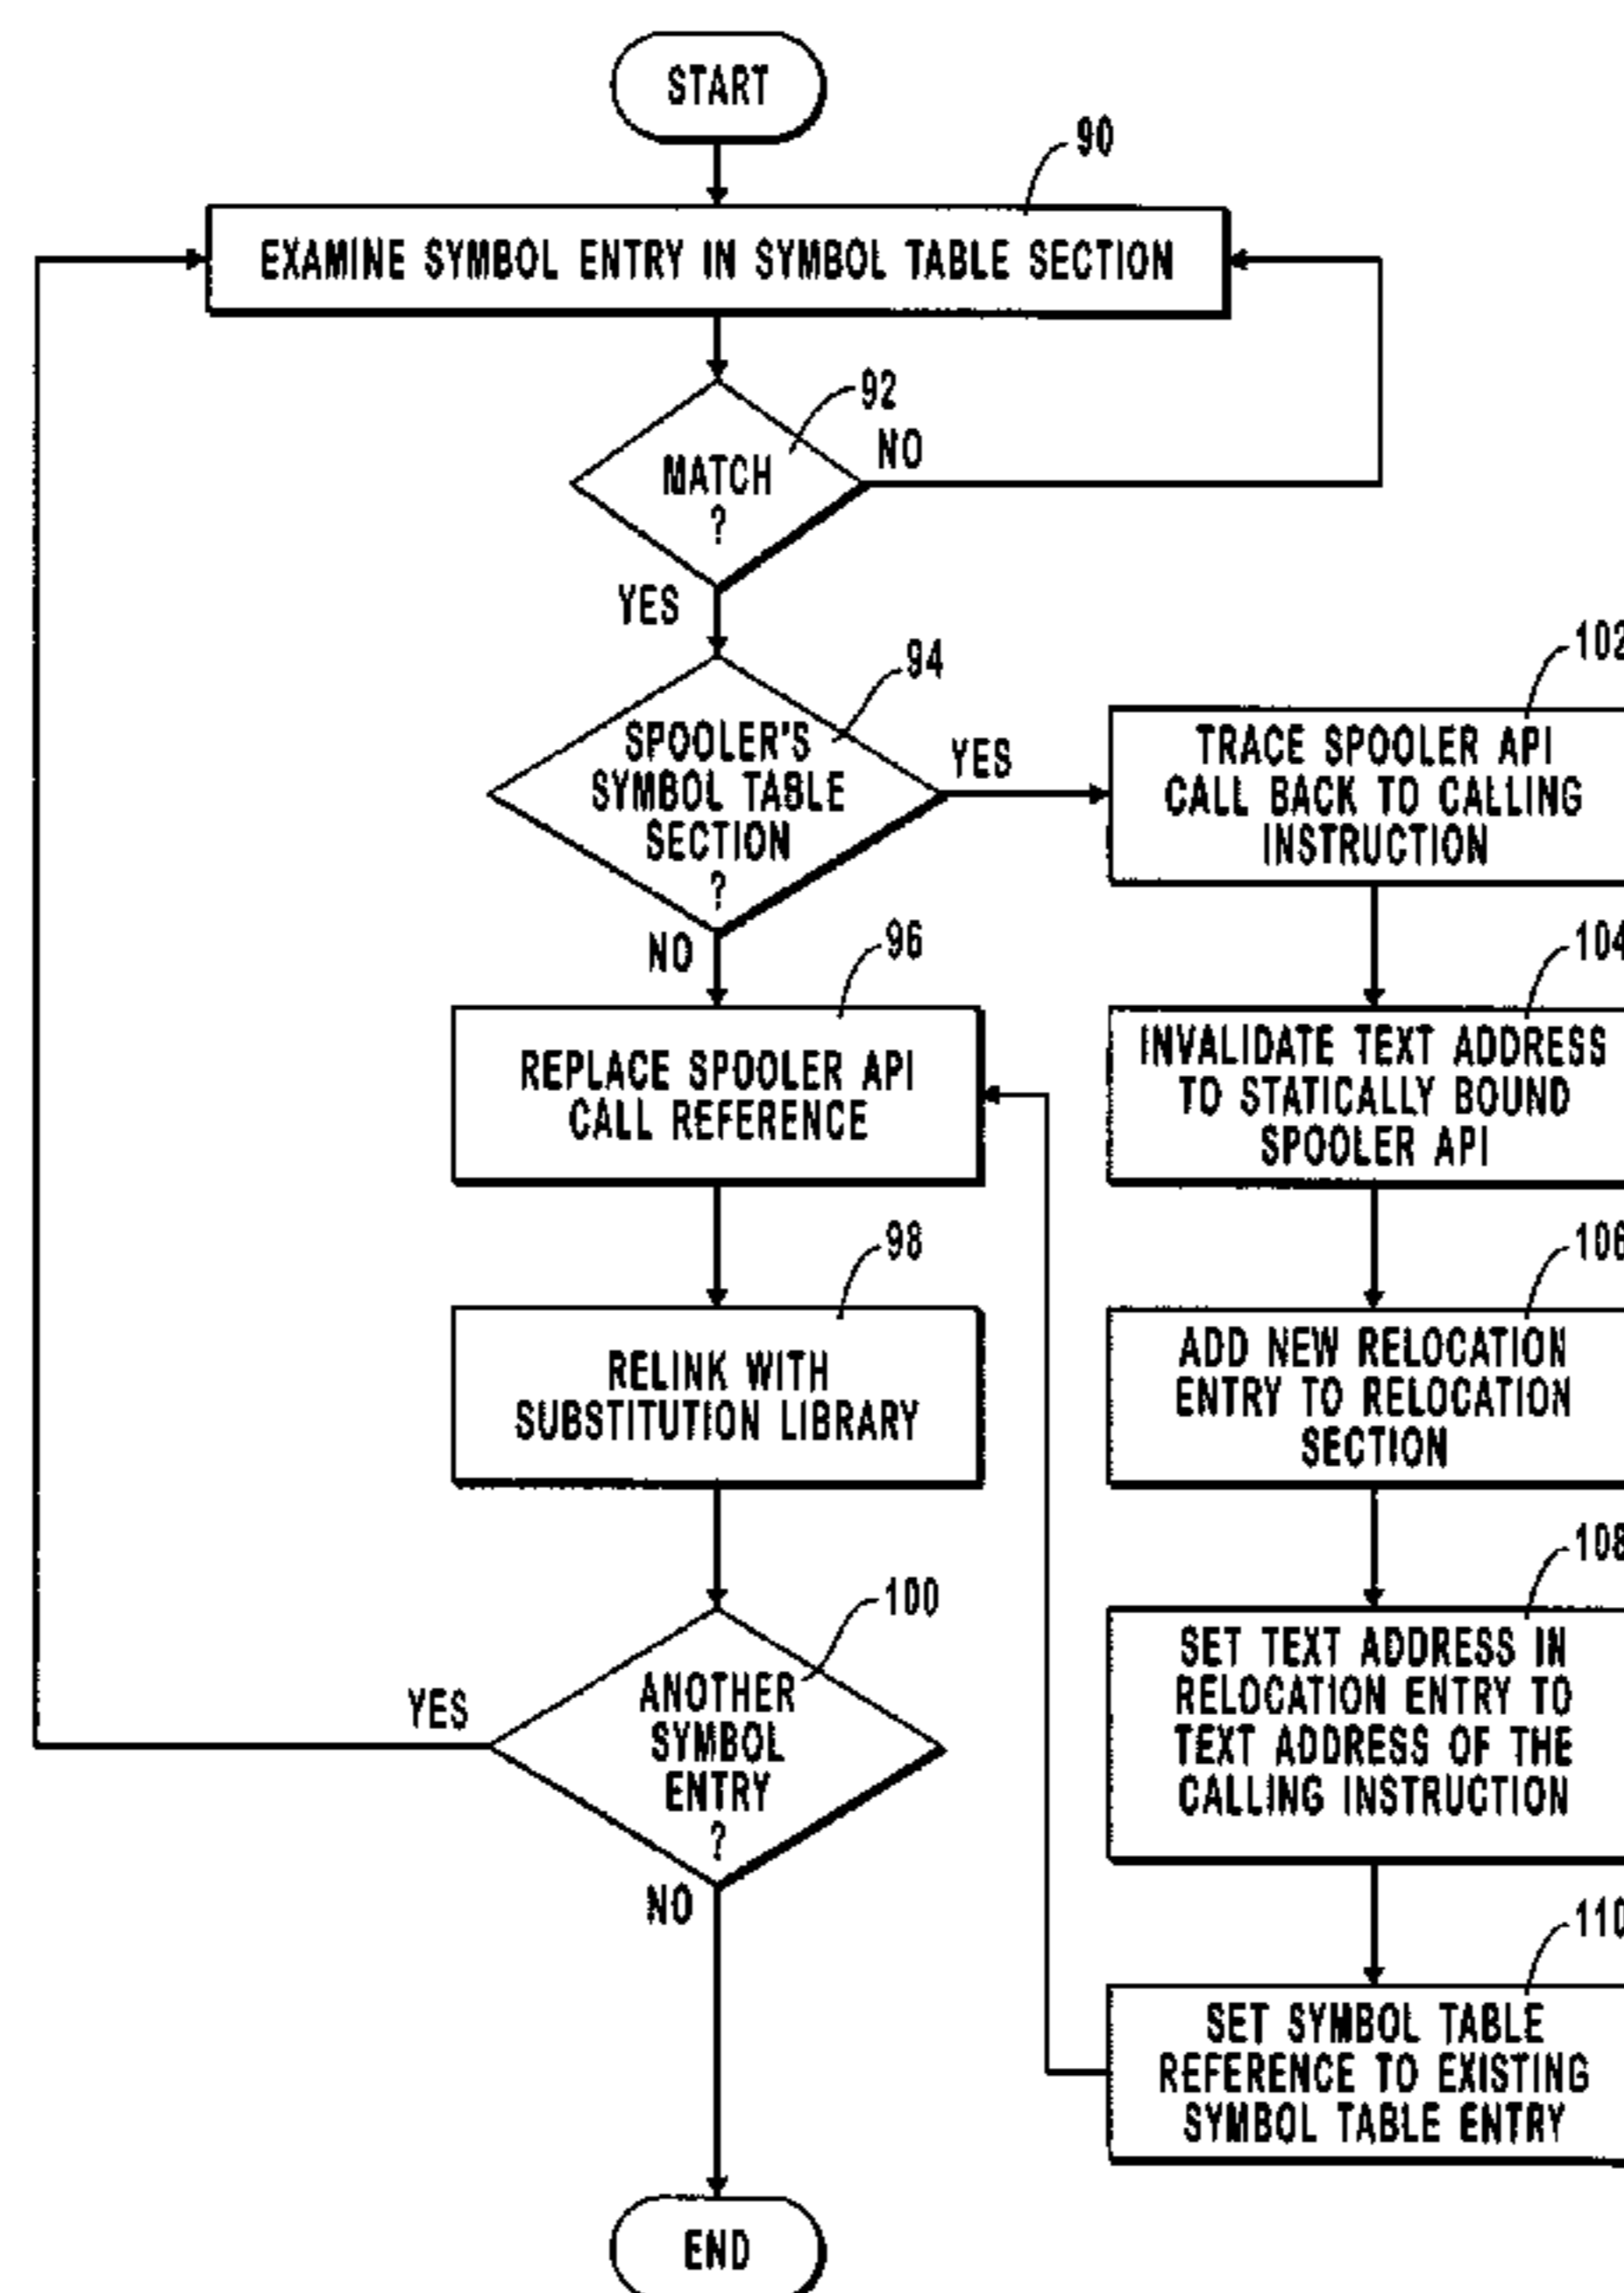 START
90
EXAMINE SYMBOL ENTRY IN SYMBOL TABLE SECTION
92
MATCH
?
NO
YES
94
SPOOLER'S
SYMBOL TABLE
SECTION
?
YES
NO
102
TRACE SPOOLER API
CALL BACK TO CALLING
INSTRUCTION
96
REPLACE SPOOLER API
CALL REFERENCE
104
INVALIDATE TEXT ADDRESS
TO STATICALLY BOUND
SPOOLER API
98
RELINK WITH
SUBSTITUTION LIBRARY
106
ADD NEW RELOCATION
ENTRY TO RELOCATION
SECTION
100
ANOTHER
SYMBOL
ENTRY
?
YES
NO
108
SET TEXT ADDRESS IN
RELOCATION ENTRY TO
TEXT ADDRESS OF THE
CALLING INSTRUCTION
110
SET SYMBOL TABLE
REFERENCE TO EXISTING
SYMBOL TABLE ENTRY
END